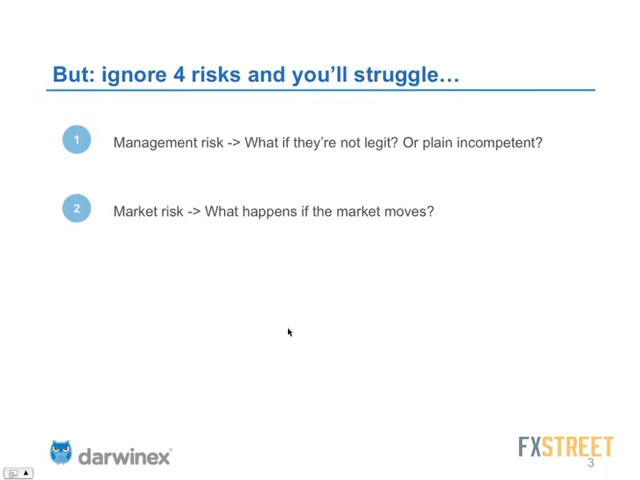 But: ignore 4 risks and you’ll struggle…
1 Management risk -> What if they’re not legit? Or plain incompetent?
2 Market risk -> What happens if the market moves?
darwinex®
FXSTREET
3